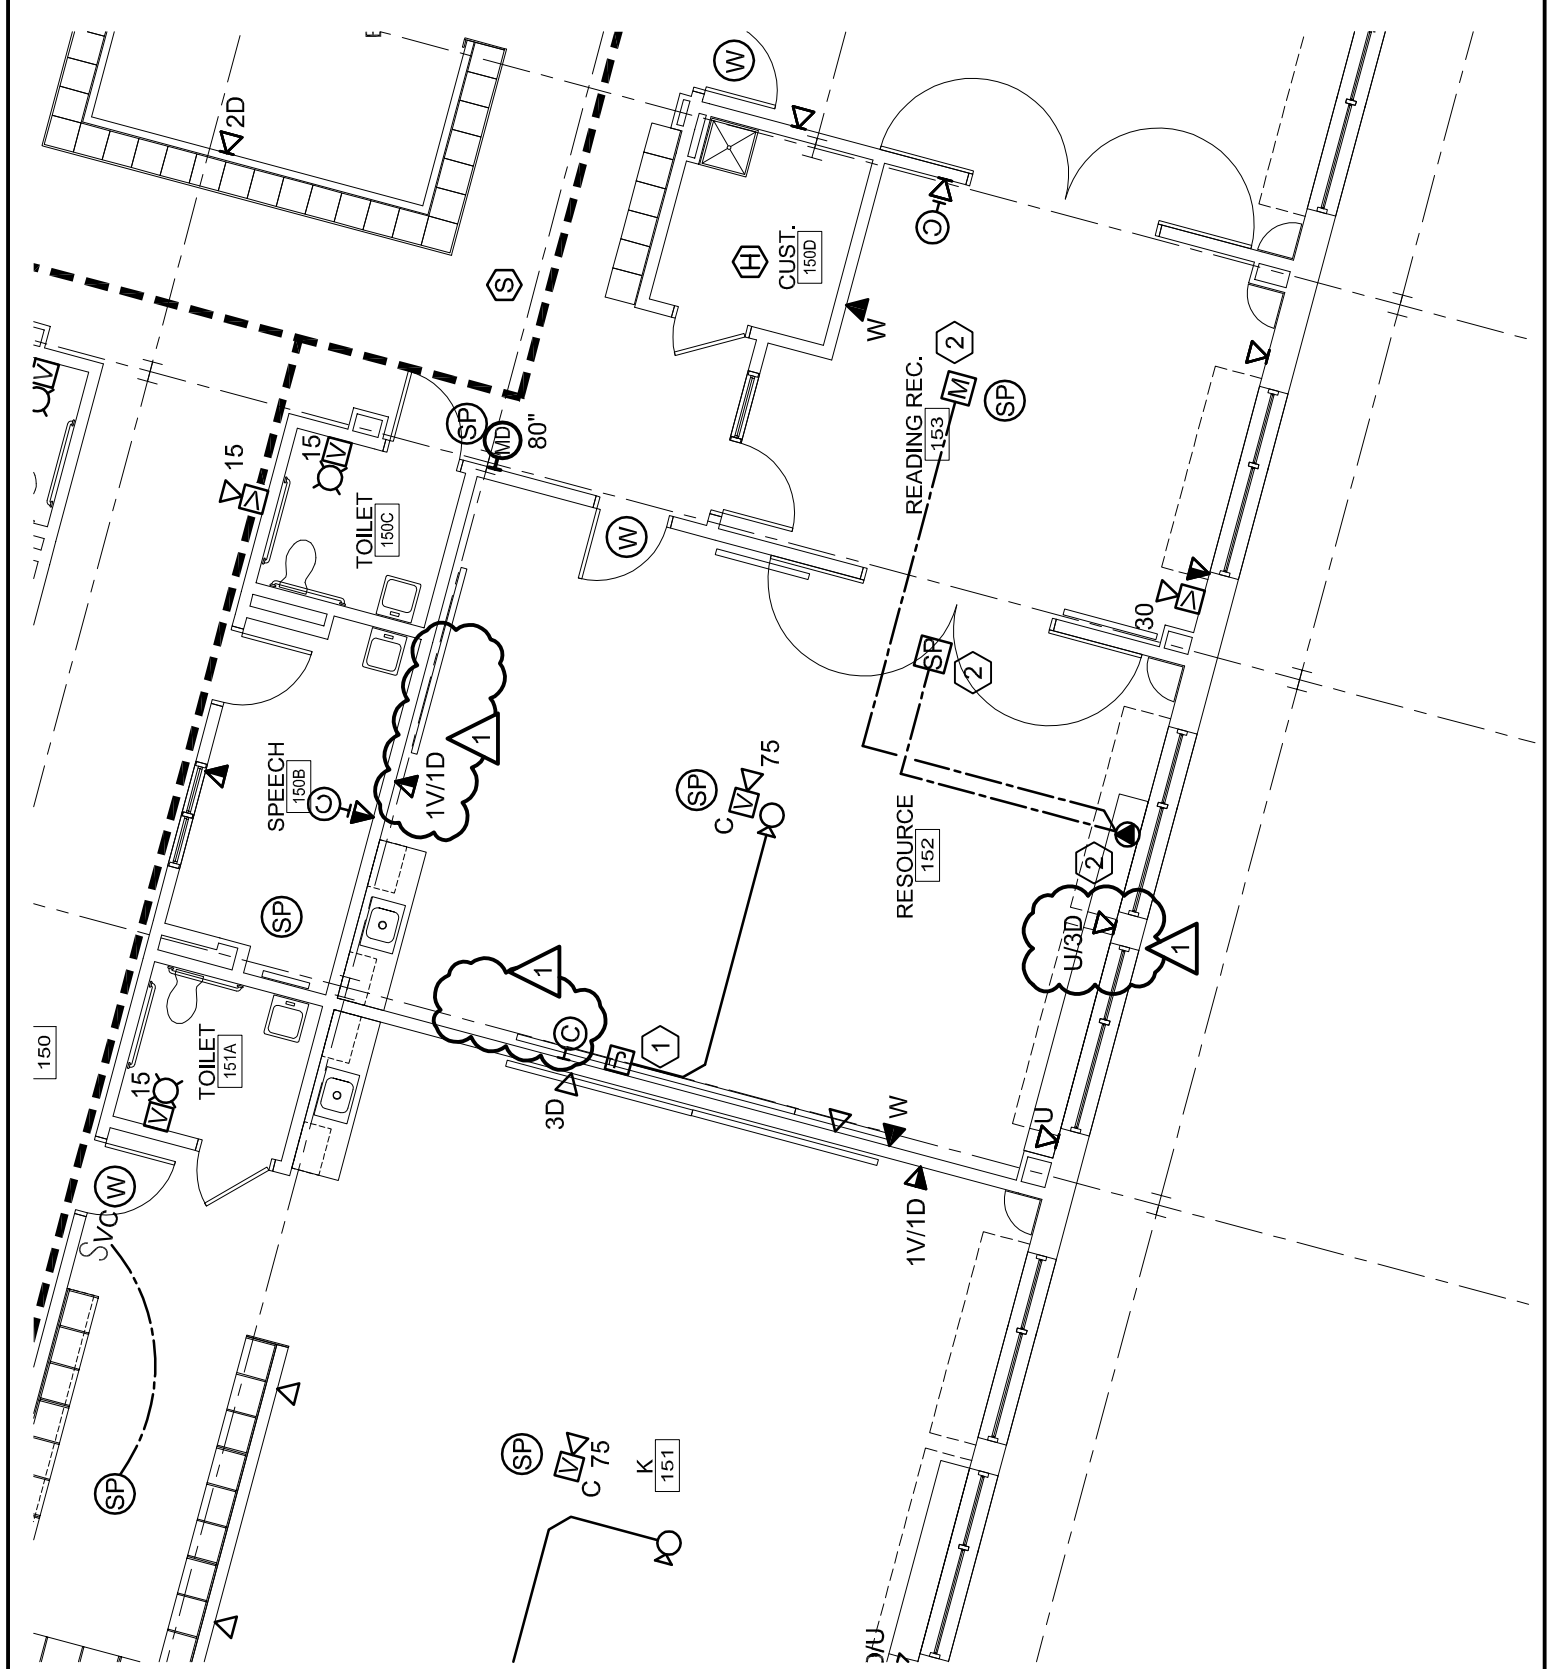 2D
W
S
H
CUST.
150D
C
W
READING REC.
153
2
M
SP
V
15
V
15
V
TOILET
150C
SP
MD
80"
W
30
V
SP
2
SPEECH
150B
C
1V/1D
1
SP
SP
C
V
75
RESOURCE
152
2
U/3D
1
1
C
J
1
3D
W
U
1V/1D
150
TOILET
151A
15
V
W
SVC
SP
SP
V
C 75
K
151